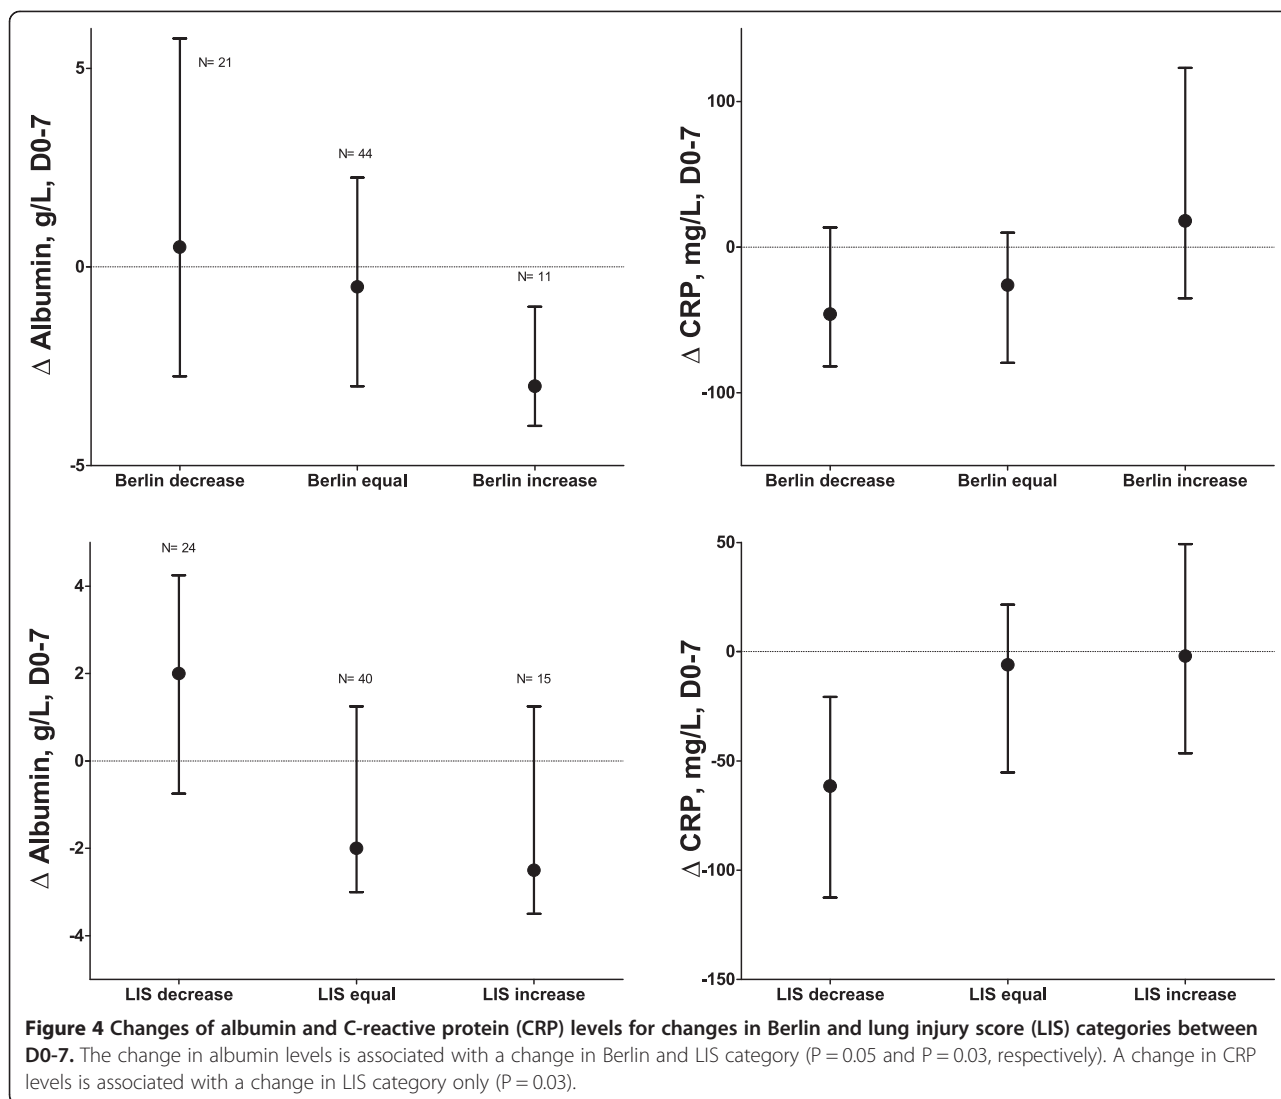 Δ Albumin, g/L, D0-7
5
0
-5
N= 21
N= 44
N= 11
Berlin decrease
Berlin equal
Berlin increase
Δ CRP, mg/L, D0-7
100
0
-100
Berlin decrease
Berlin equal
Berlin increase
Δ Albumin, g/L, D0-7
4
2
0
-2
-4
N= 24
N= 40
N= 15
LIS decrease
LIS equal
LIS increase
Δ CRP, mg/L, D0-7
50
0
-50
-100
-150
LIS decrease
LIS equal
LIS increase
Figure 4 Changes of albumin and C-reactive protein (CRP) levels for changes in Berlin and lung injury score (LIS) categories between
D0-7. The change in albumin levels is associated with a change in Berlin and LIS category (P = 0.05 and P = 0.03, respectively). A change in CRP
levels is associated with a change in LIS category only (P = 0.03).